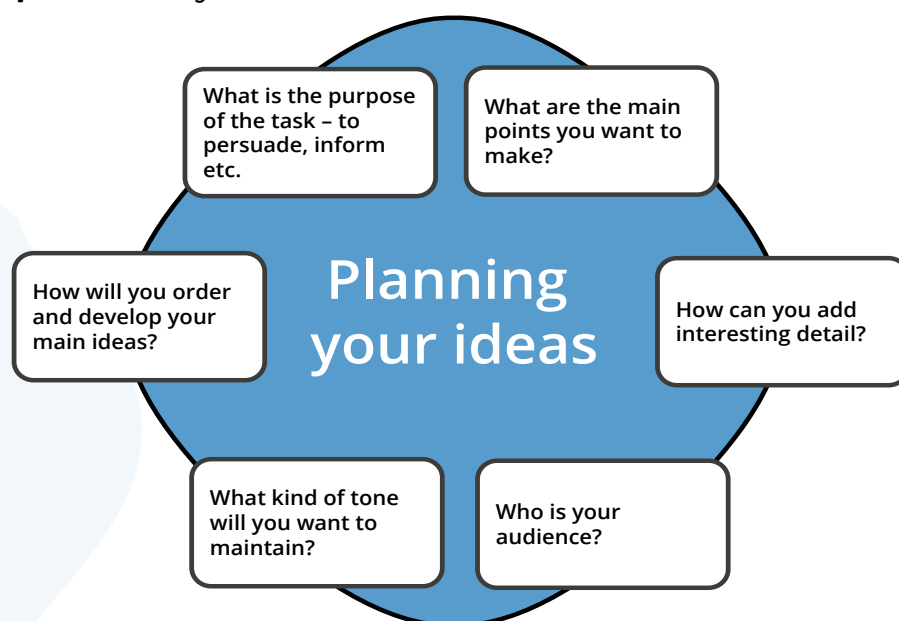 What is the purpose
of the task – to
persuade, inform
etc.
What are the main
points you want to
make?
How will you order
and develop your
main ideas?
Planning
your ideas
How can you add
interesting detail?
What kind of tone
will you want to
maintain?
Who is your
audience?